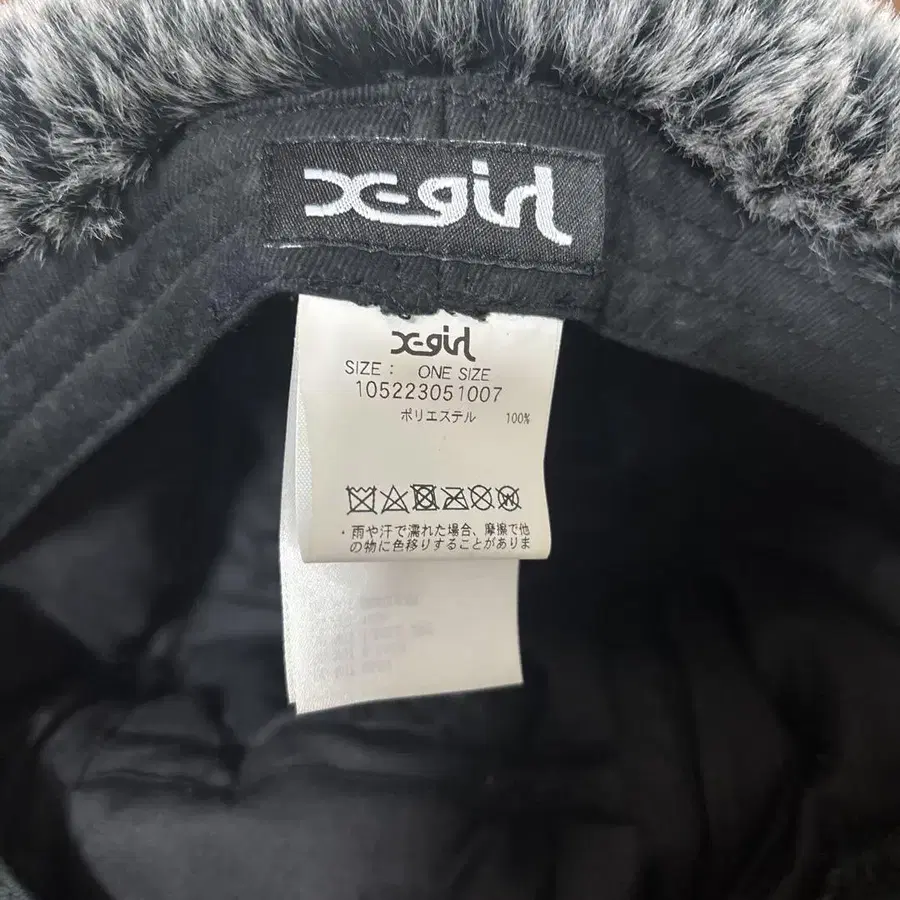 X-girl
X-girl
SIZE : ONE SIZE
105223051007
ポリエステル 100%
・雨や汗で濡れた場合、摩擦で他
の物に色移りすることがありま